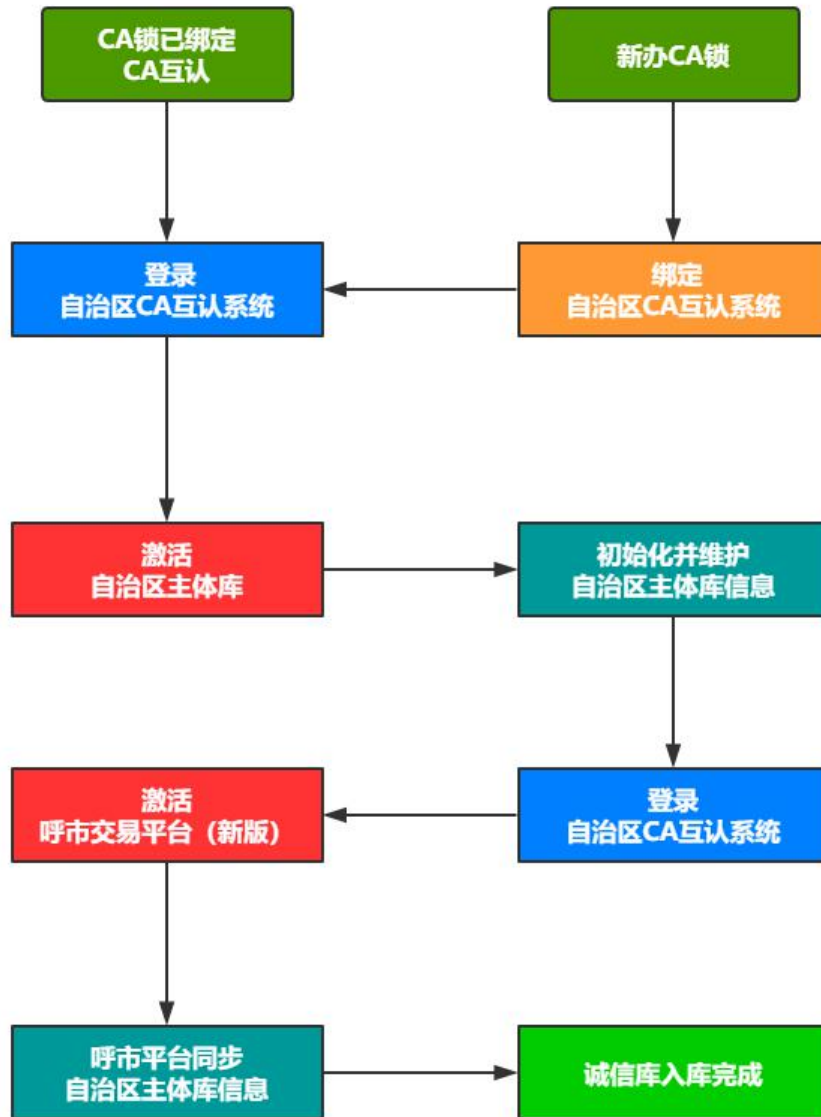 CA锁已绑定
CA互认
新办CA锁
登录
自治区CA互认系统
绑定
自治区CA互认系统
激活
自治区主体库
初始化并维护
自治区主体库信息
激活
呼市交易平台（新版）
登录
自治区CA互认系统
呼市平台同步
自治区主体库信息
诚信库入库完成